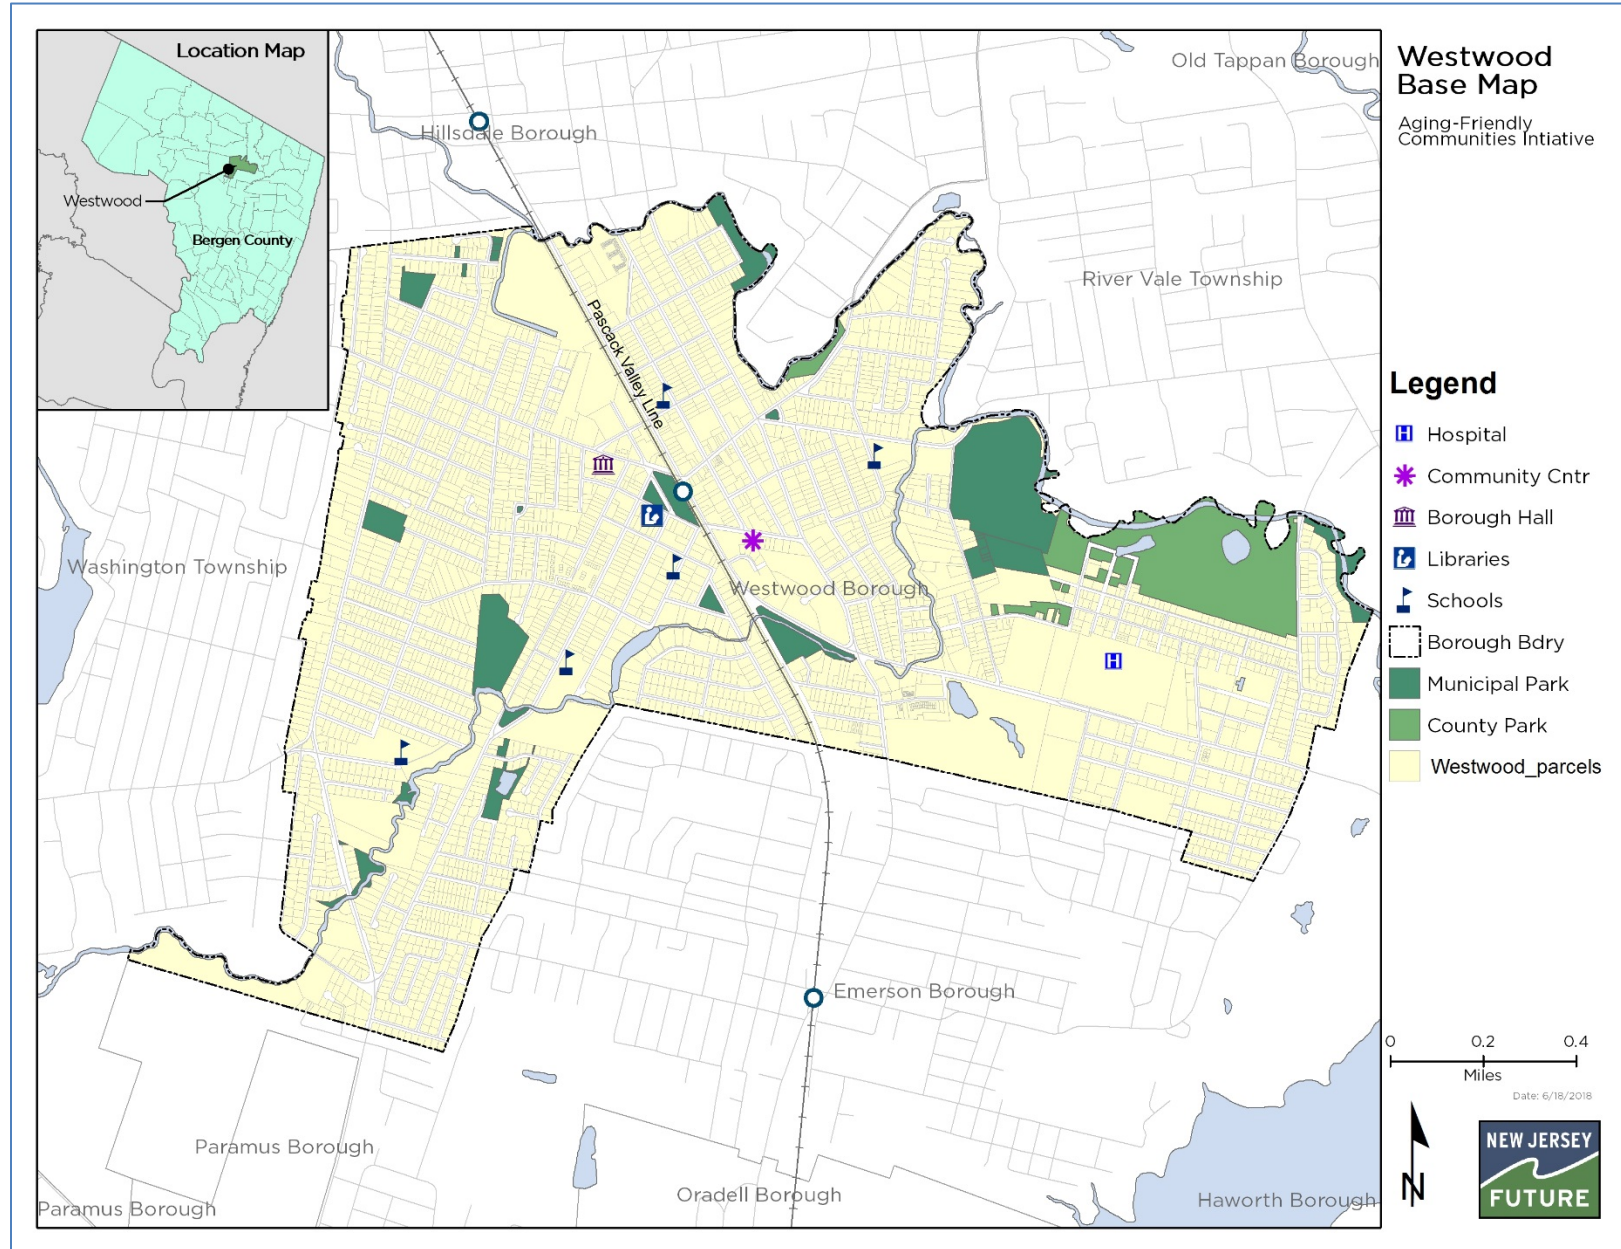 Location Map
Westwood
Bergen County
Westwood
Base Map
Aging-Friendly
Communities Intiative
Old Tappan Borough
Hillsdale Borough
River Vale Township
Pascack Valley Line
Washington Township
Westwood Borough
Emerson Borough
Paramus Borough
Paramus Borough
Oradell Borough
Haworth Borough
Legend
H Hospital
Community Cntr
Borough Hall
Libraries
Schools
Borough Bdry
Municipal Park
County Park
Westwood_parcels
H
0 0.2 0.4
Miles
Date: 6/18/2018
N
NEW JERSEY
FUTURE